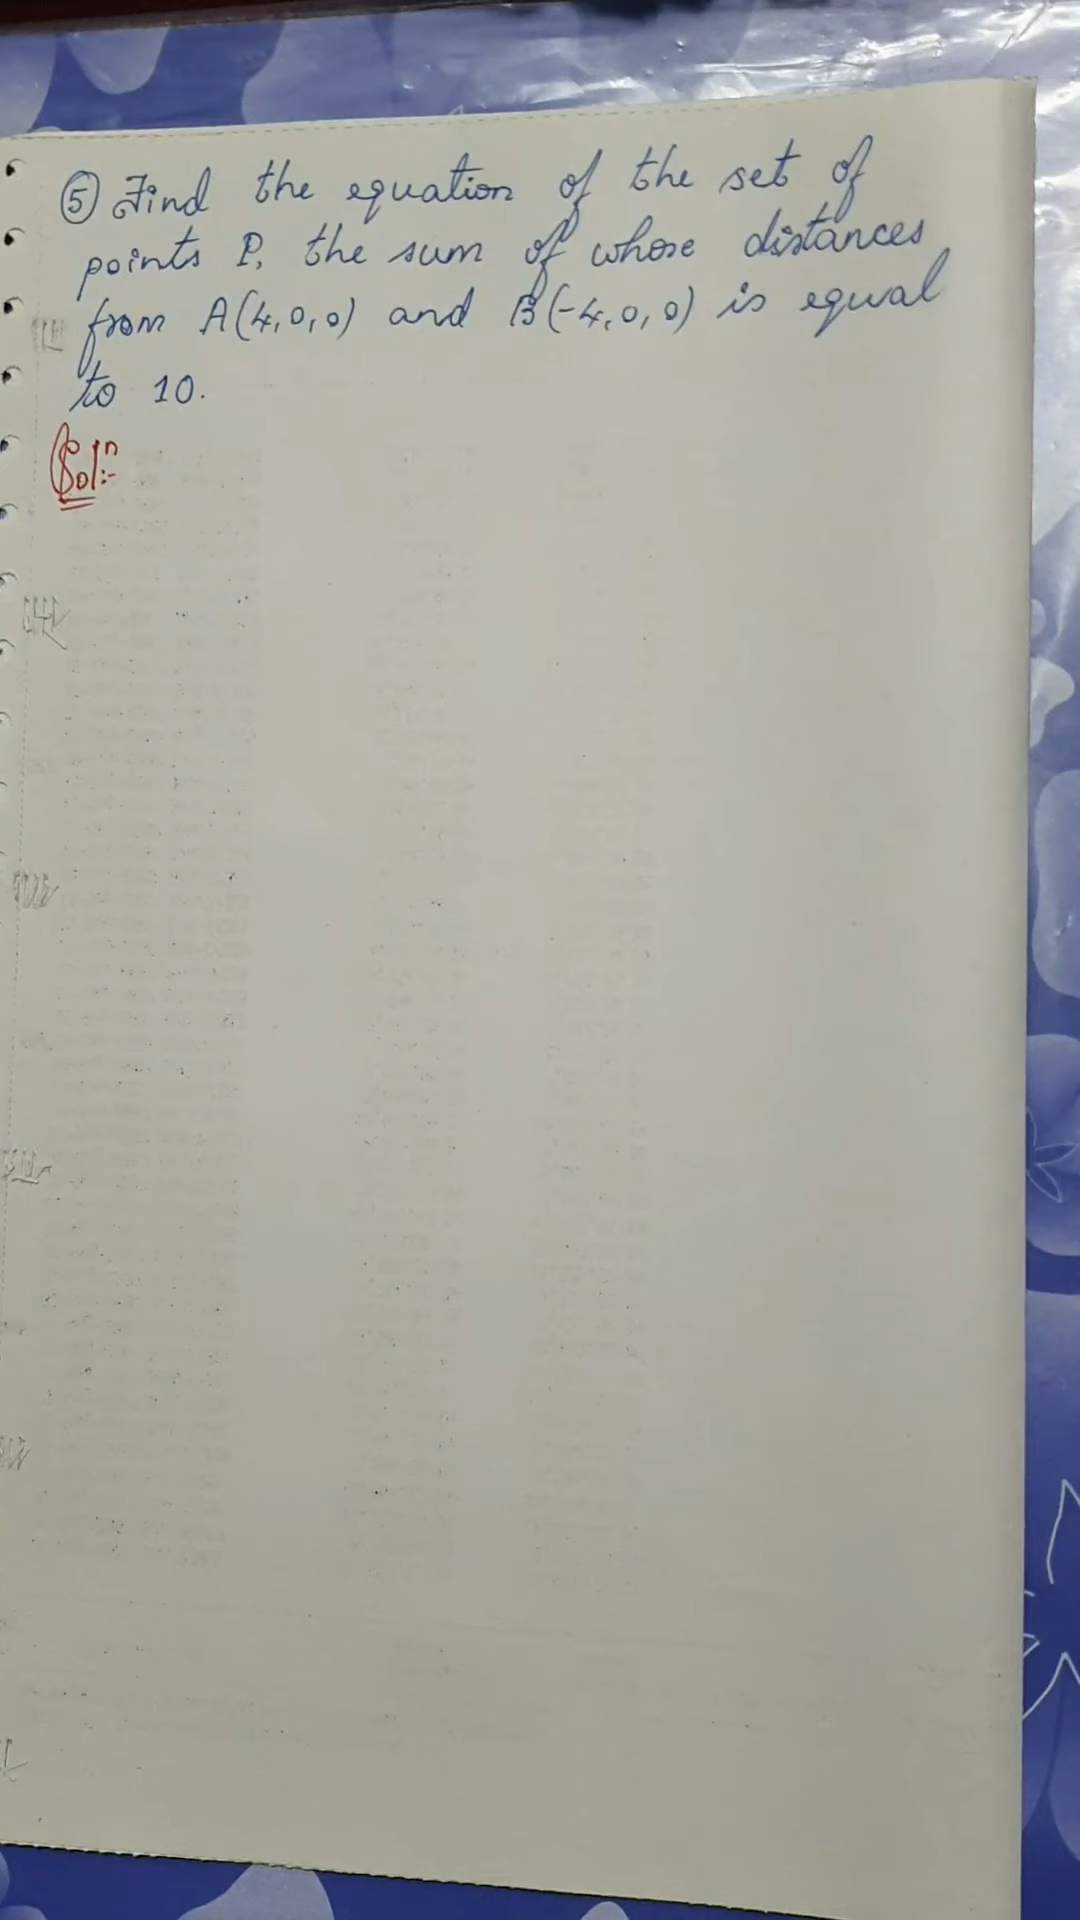 ⑤ Find the equation of the set of
points P, the sum of whose distances
from A(4,0,0) and B(-4,0,0) is equal
to 10.
Solⁿ:-